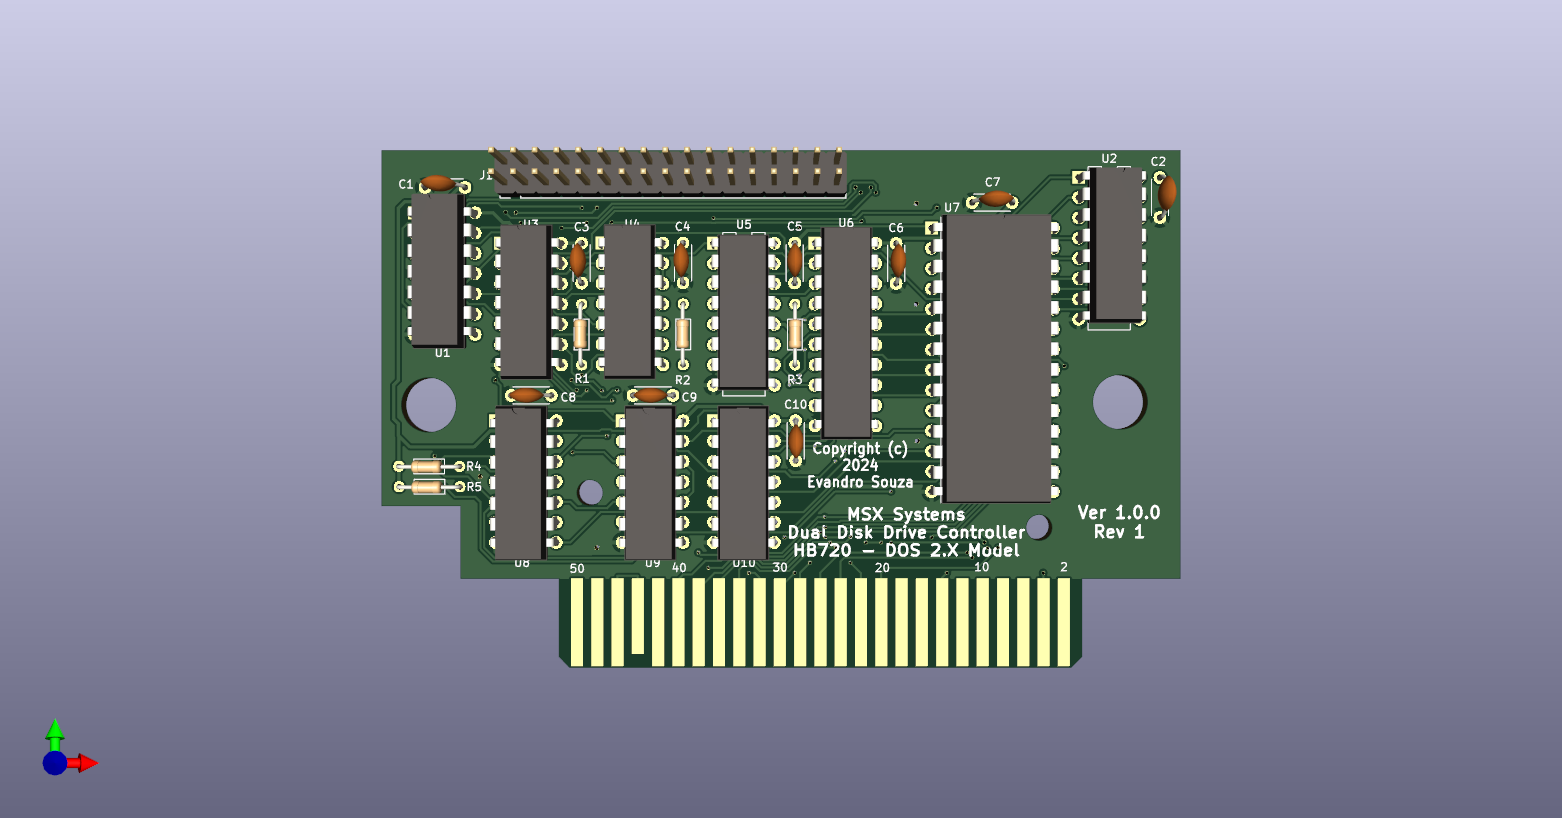 J1
C1
U2
C2
C7
U7
U3
C3
U4
C4
U5
C5
U6
C6
U1
R1
R2
R3
C8
C9
C10
R4
R5
Copyright (c)
2024
Evandro Souza
MSX Systems
Dual Disk Drive Controller
HB720 - DOS 2.X Model
Ver 1.0.0
Rev 1
U8
U9
U10
50
40
30
20
10
2